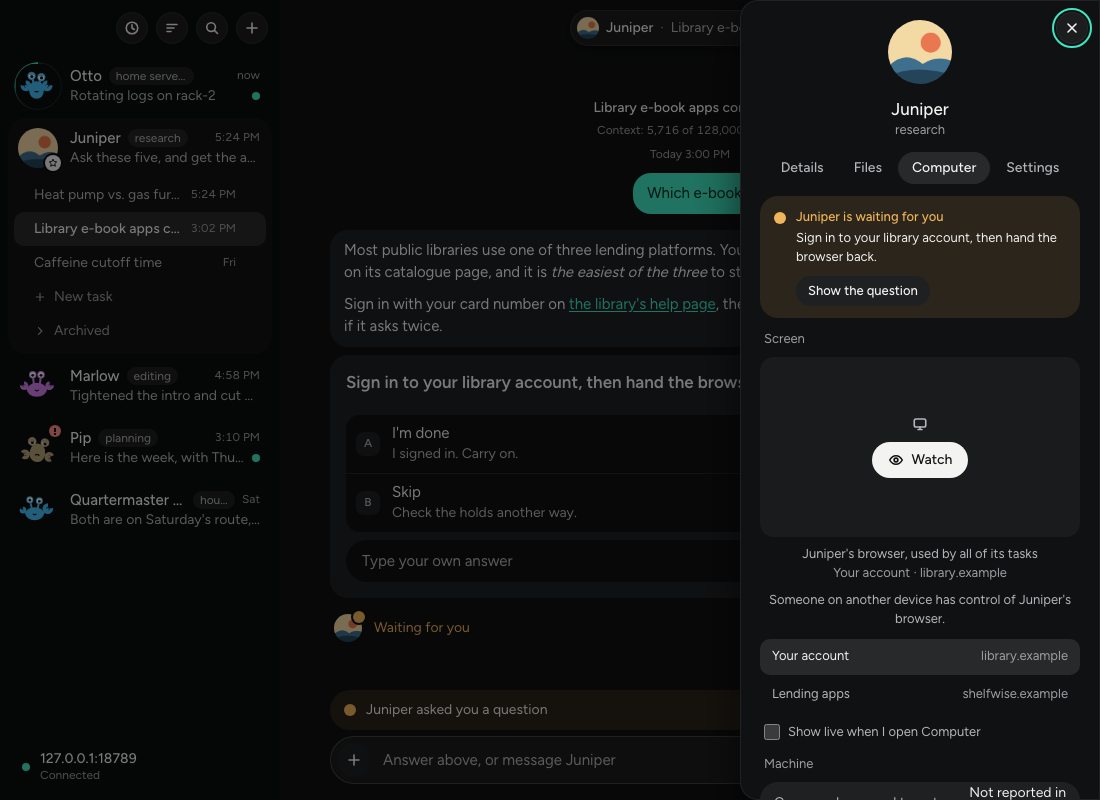 Otto home serve... now
Rotating logs on rack-2
Juniper research 5:24 PM
Ask these five, and get the a...
Heat pump vs. gas fur... 5:24 PM
Library e-book apps c... 3:02 PM
Caffeine cutoff time Fri
New task
Archived
Marlow editing 4:58 PM
Tightened the intro and cut ...
Pip planning 3:10 PM
Here is the week, with Thu...
Quartermaster ... hou... Sat
Both are on Saturday's route,...
127.0.0.1:18789
Connected
Juniper · Library e-b
Library e-book apps co
Context: 5,716 of 128,000
Today 3:00 PM
Which e-book
Most public libraries use one of three lending platforms. You
on its catalogue page, and it is the easiest of the three to st
Sign in with your card number on the library's help page, the
if it asks twice.
Sign in to your library account, then hand the brows
A I'm done
I signed in. Carry on.
B Skip
Check the holds another way.
Type your own answer
Waiting for you
Juniper asked you a question
Answer above, or message Juniper
Juniper
research
Details Files Computer Settings
Juniper is waiting for you
Sign in to your library account, then hand the
browser back.
Show the question
Screen
Watch
Juniper's browser, used by all of its tasks
Your account · library.example
Someone on another device has control of Juniper's
browser.
Your account library.example
Lending apps shelfwise.example
Show live when I open Computer
Machine
Not reported in